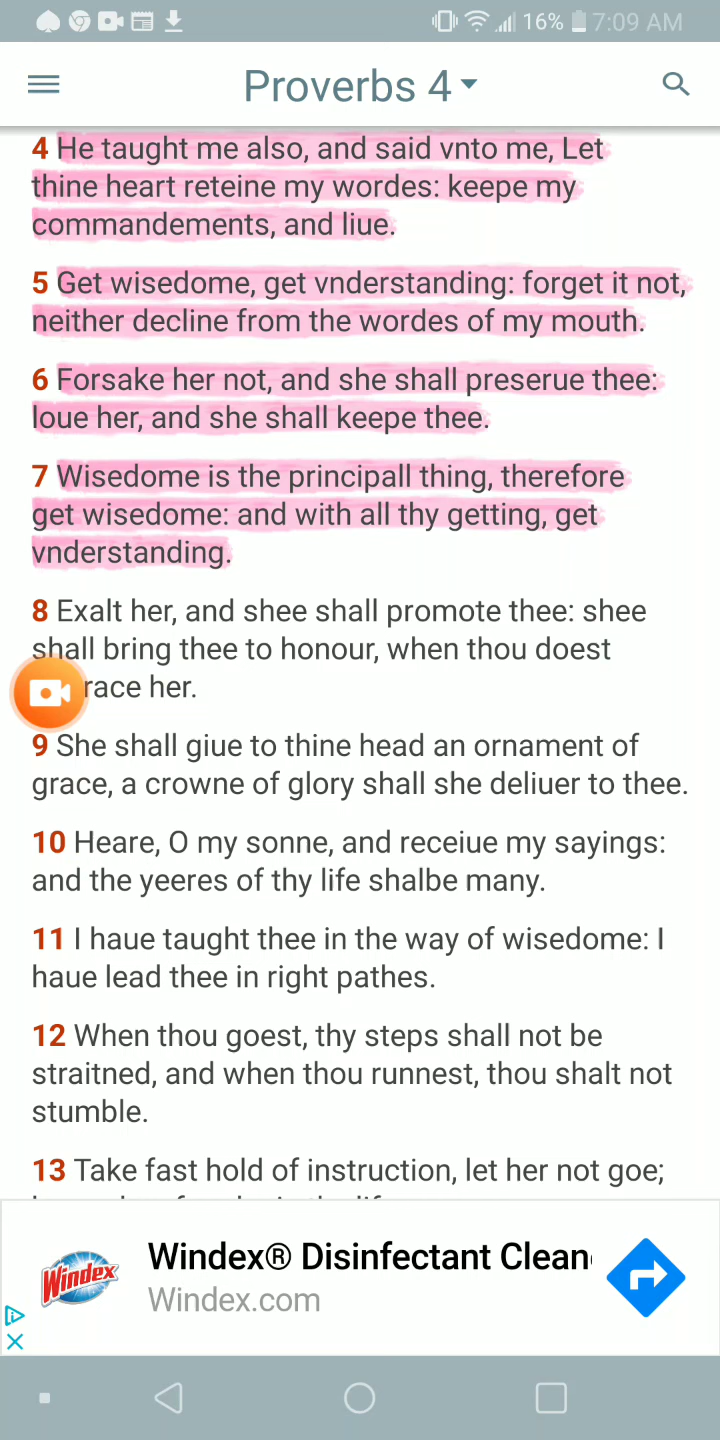 16% 7:09 AM
Proverbs 4
4 He taught me also, and said vnto me, Let
thine heart reteine my wordes: keepe my
commandements, and liue.
5 Get wisedome, get vnderstanding: forget it not,
neither decline from the wordes of my mouth.
6 Forsake her not, and she shall preserue thee:
loue her, and she shall keepe thee.
7 Wisedome is the principall thing, therefore
get wisedome: and with all thy getting, get
vnderstanding.
8 Exalt her, and shee shall promote thee: shee
shall bring thee to honour, when thou doest
race her.
9 She shall giue to thine head an ornament of
grace, a crowne of glory shall she deliuer to thee.
10 Heare, O my sonne, and receiue my sayings:
and the yeeres of thy life shalbe many.
11 I haue taught thee in the way of wisedome: I
haue lead thee in right pathes.
12 When thou goest, thy steps shall not be
straitned, and when thou runnest, thou shalt not
stumble.
13 Take fast hold of instruction, let her not goe;
Windex
Windex® Disinfectant Clean
Windex.com